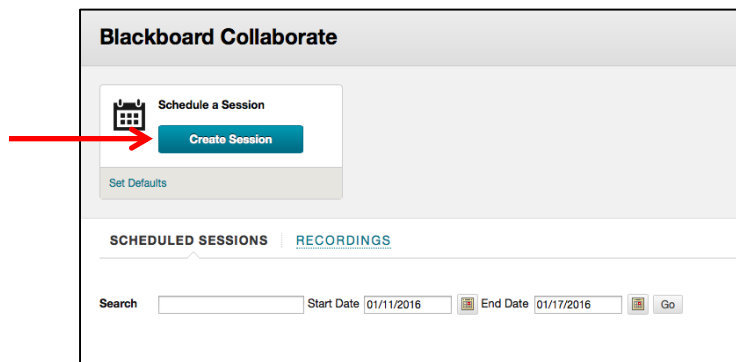 Blackboard Collaborate
Schedule a Session
Create Session
Set Defaults
SCHEDULED SESSIONS RECORDINGS
Search Start Date 01/11/2016 End Date 01/17/2016 Go